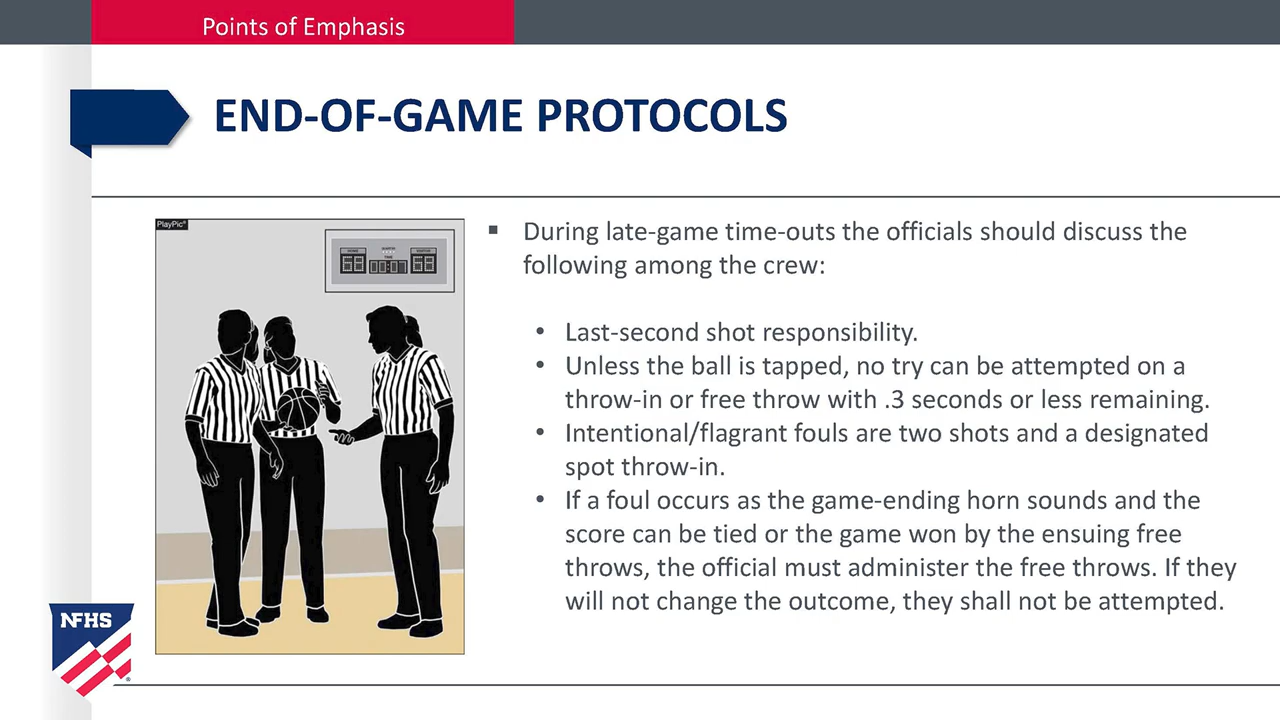 Points of Emphasis
END-OF-GAME PROTOCOLS
PlayPic®
▪ During late-game time-outs the officials should discuss the
following among the crew:
• Last-second shot responsibility.
• Unless the ball is tapped, no try can be attempted on a
throw-in or free throw with .3 seconds or less remaining.
• Intentional/flagrant fouls are two shots and a designated
spot throw-in.
• If a foul occurs as the game-ending horn sounds and the
score can be tied or the game won by the ensuing free
throws, the official must administer the free throws. If they
will not change the outcome, they shall not be attempted.
NFHS
®